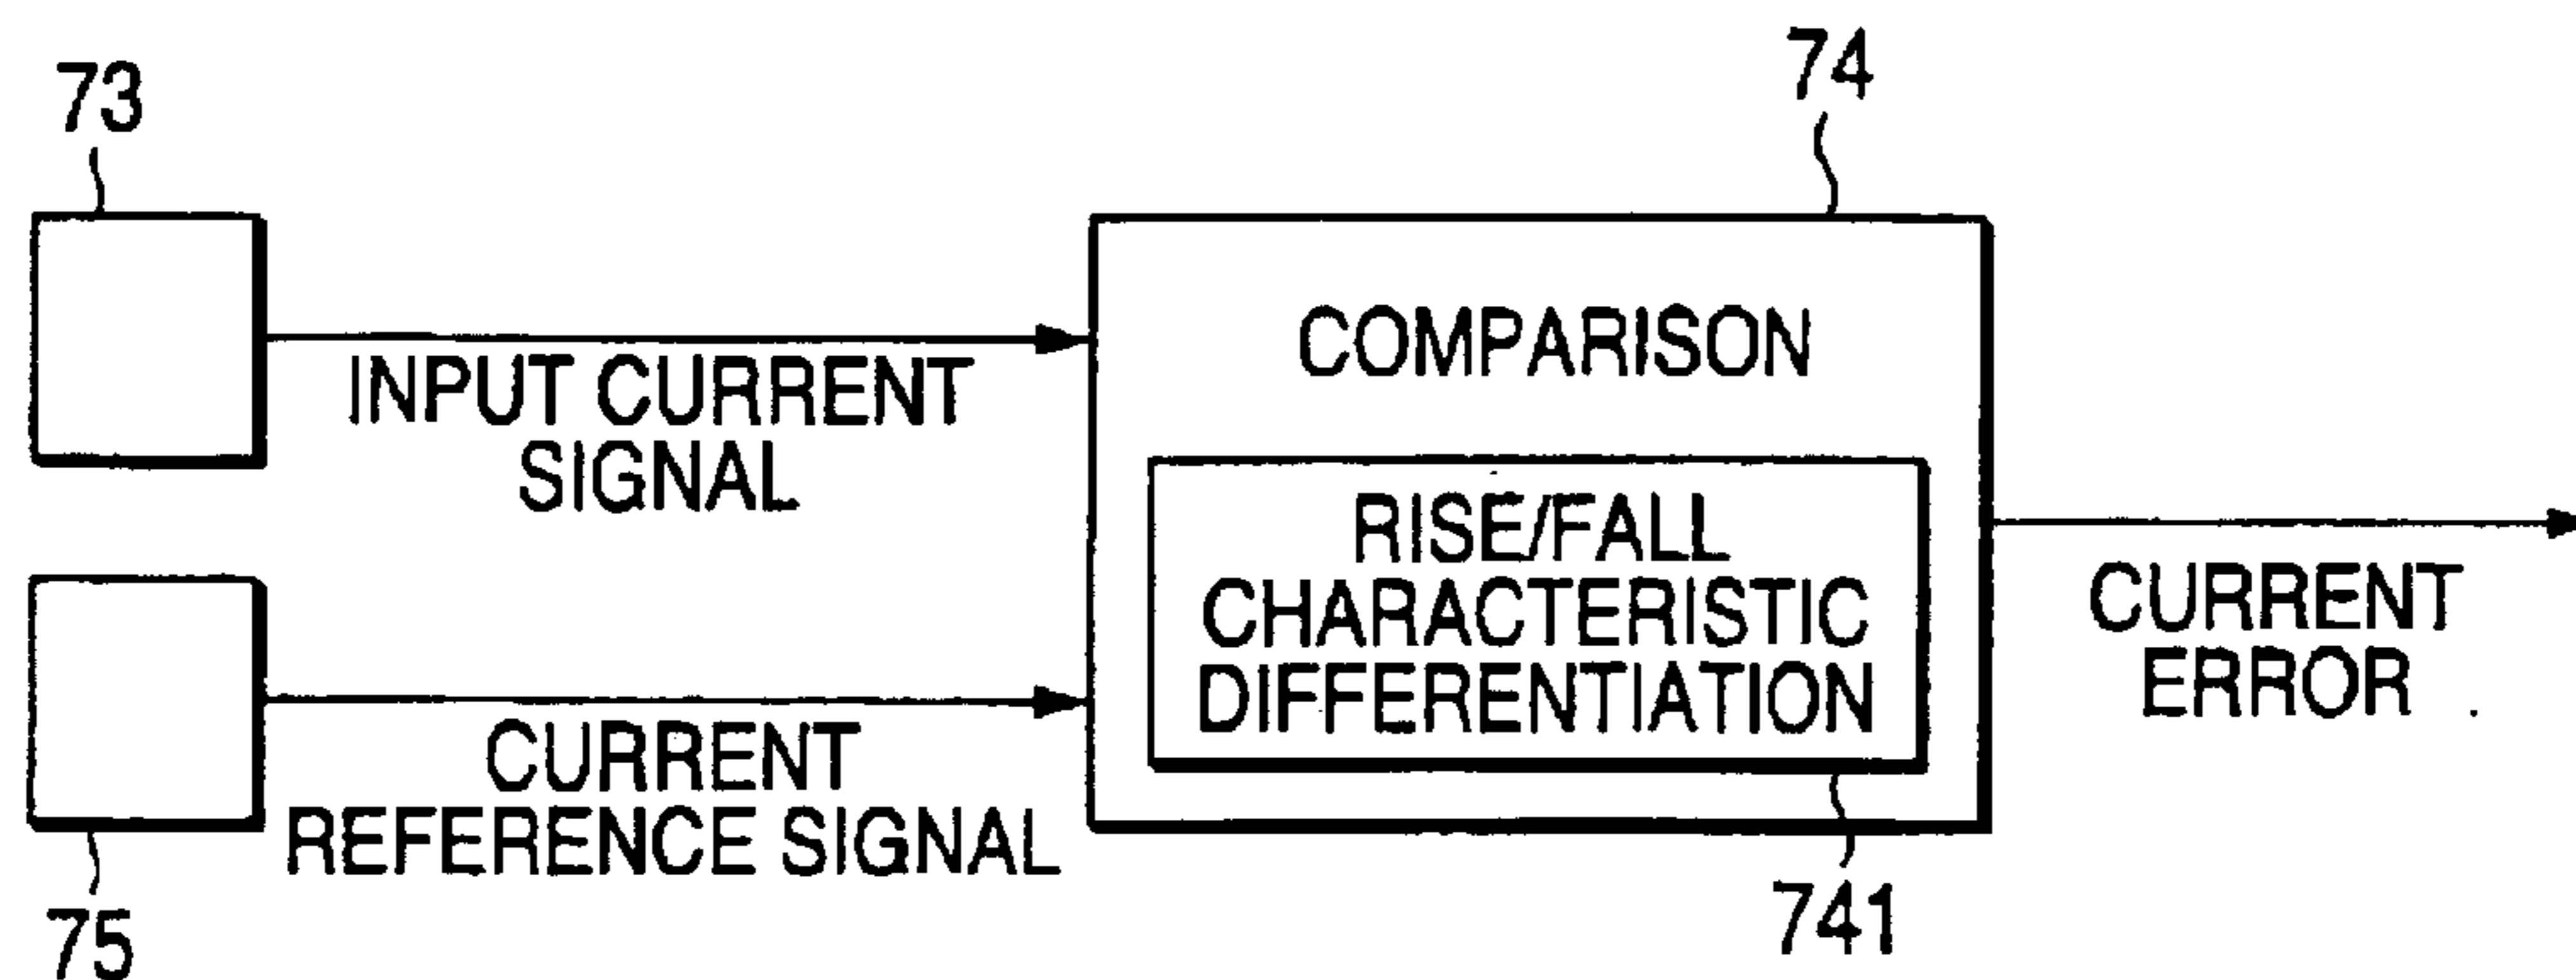 73
74
INPUT CURRENT
SIGNAL
COMPARISON
RISE/FALL
CHARACTERISTIC
DIFFERENTIATION
CURRENT
ERROR
CURRENT
REFERENCE SIGNAL
75
741